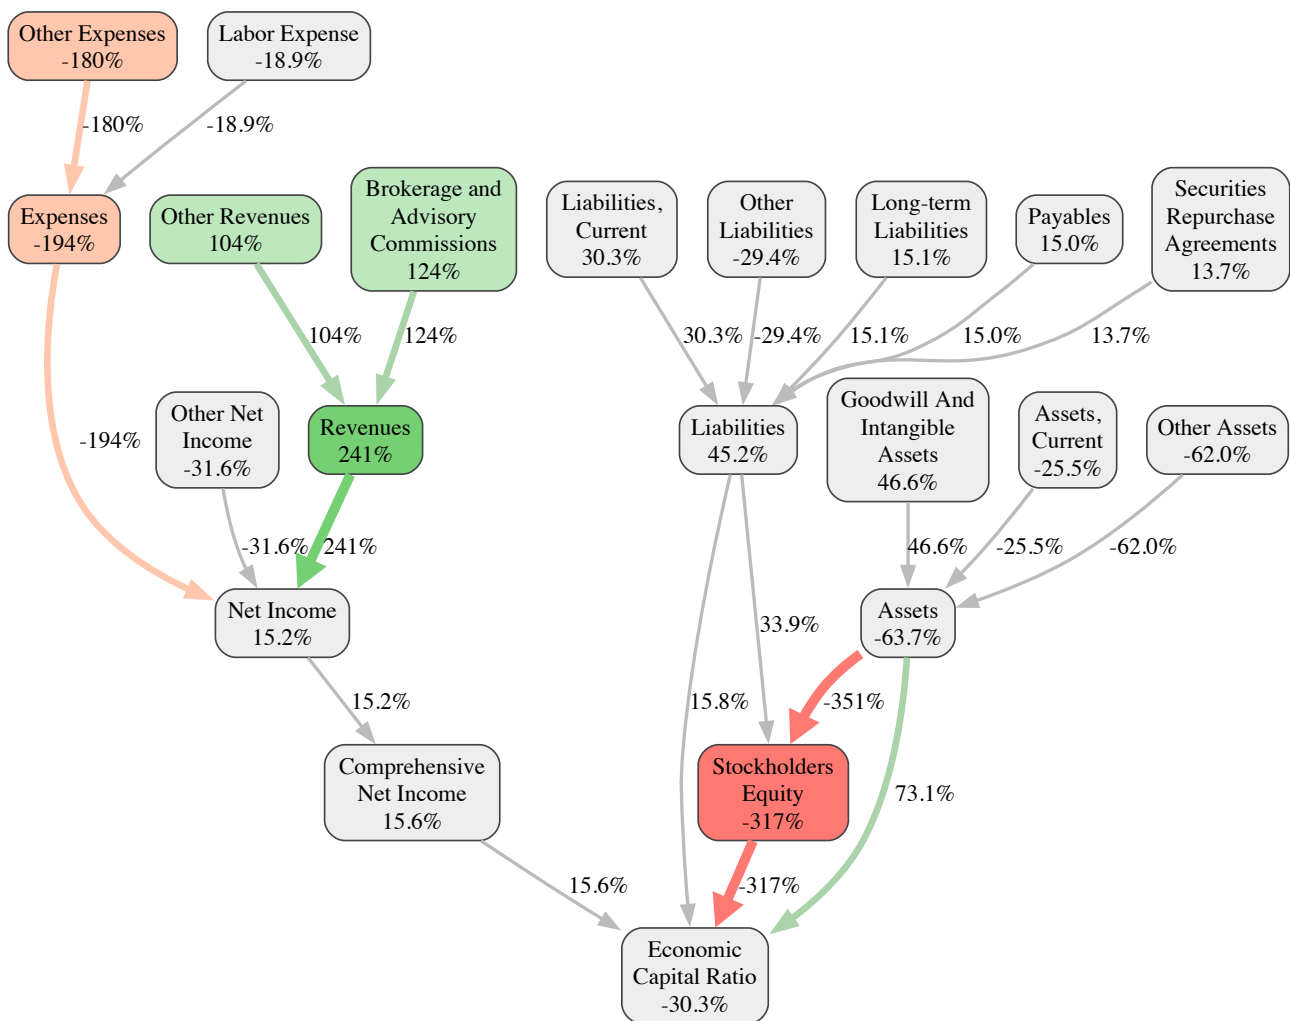 Other Expenses
-180%
Labor Expense
-18.9%
-180%
-18.9%
Expenses
-194%
Other Revenues
104%
Brokerage and
Advisory
Commissions
124%
Liabilities,
Current
30.3%
Other
Liabilities
-29.4%
Long-term
Liabilities
15.1%
Payables
15.0%
Securities
Repurchase
Agreements
13.7%
104%
124%
30.3%
-29.4%
15.1%
15.0%
13.7%
Other Net
Income
-31.6%
-194%
Revenues
241%
Liabilities
45.2%
Goodwill And
Intangible
Assets
46.6%
Assets,
Current
-25.5%
Other Assets
-62.0%
-31.6%
241%
46.6%
-25.5%
-62.0%
Net Income
15.2%
33.9%
Assets
-63.7%
15.2%
15.8%
-351%
Comprehensive
Net Income
15.6%
Stockholders
Equity
-317%
73.1%
15.6%
-317%
Economic
Capital Ratio
-30.3%